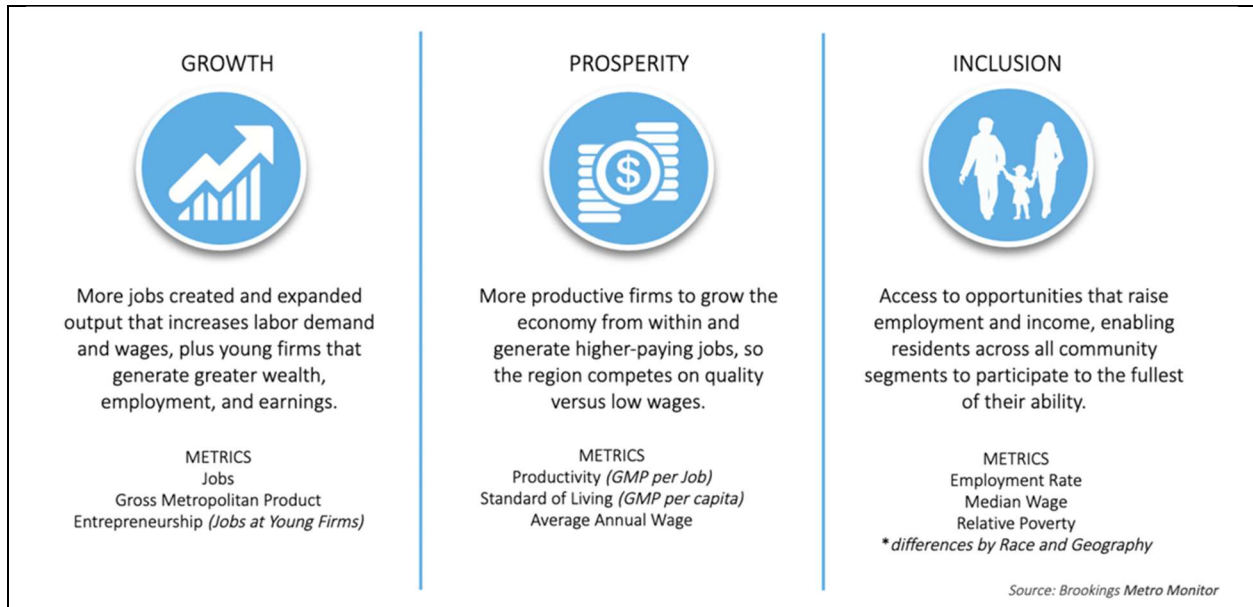 GROWTH
More jobs created and expanded
output that increases labor demand
and wages, plus young firms that
generate greater wealth,
employment, and earnings.
METRICS
Jobs
Gross Metropolitan Product
Entrepreneurship (Jobs at Young Firms)
PROSPERITY
$
More productive firms to grow the
economy from within and
generate higher-paying jobs, so
the region competes on quality
versus low wages.
METRICS
Productivity (GMP per Job)
Standard of Living (GMP per capita)
Average Annual Wage
INCLUSION
Access to opportunities that raise
employment and income, enabling
residents across all community
segments to participate to the fullest
of their ability.
METRICS
Employment Rate
Median Wage
Relative Poverty
*differences by Race and Geography
Source: Brookings Metro Monitor